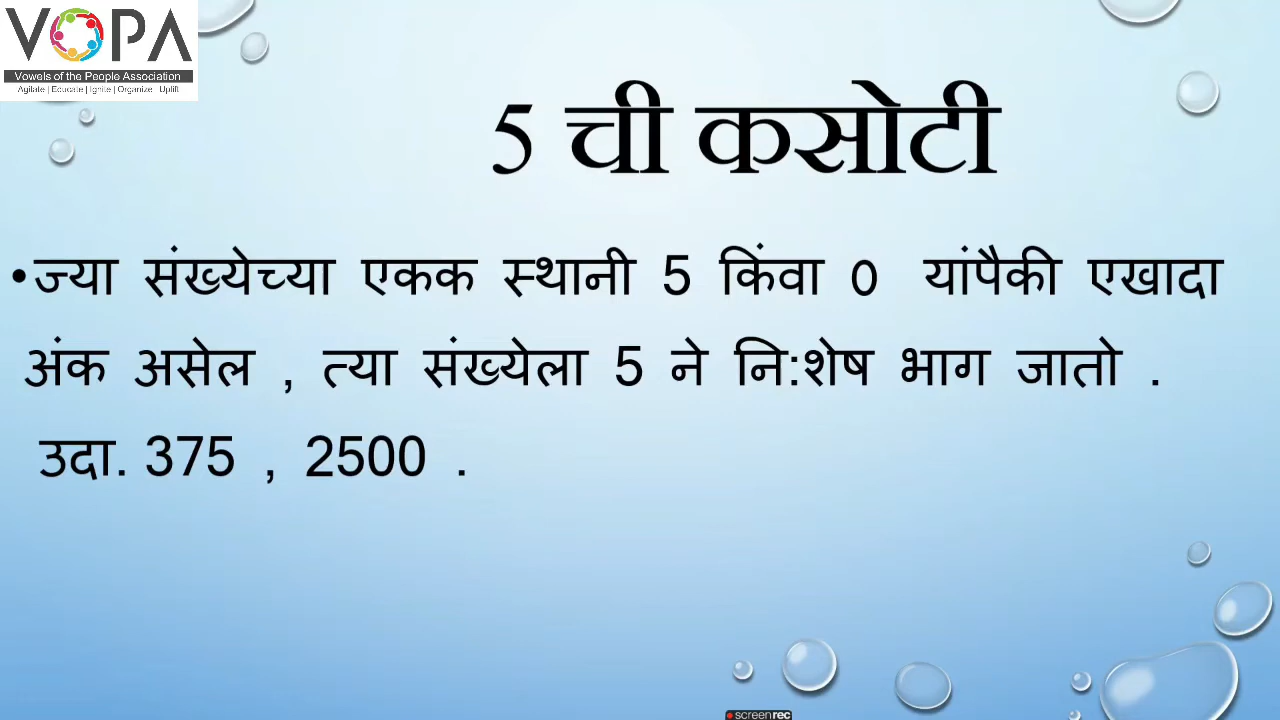 VOPA
Vowels of the People Association
Agitate | Educate | Ignite | Organize | Uplift
5 ची कसोटी
•ज्या संख्येच्या एकक स्थानी 5 किंवा 0 यांपैकी एखादा
अंक असेल , त्या संख्येला 5 ने नि:शेष भाग जातो .
उदा. 375 , 2500 .
screenrec